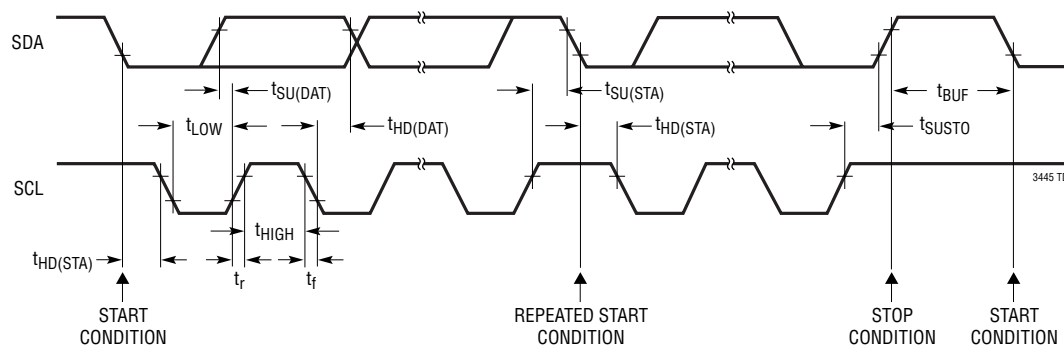 SDA
tSU(DAT)
tSU(STA)
tBUF
tLOW
tHD(DAT)
tHD(STA)
tSUSTO
SCL
3445 T
tHIGH
tHD(STA)
tr
tf
START
CONDITION
REPEATED START
CONDITION
STOP
CONDITION
START
CONDITION